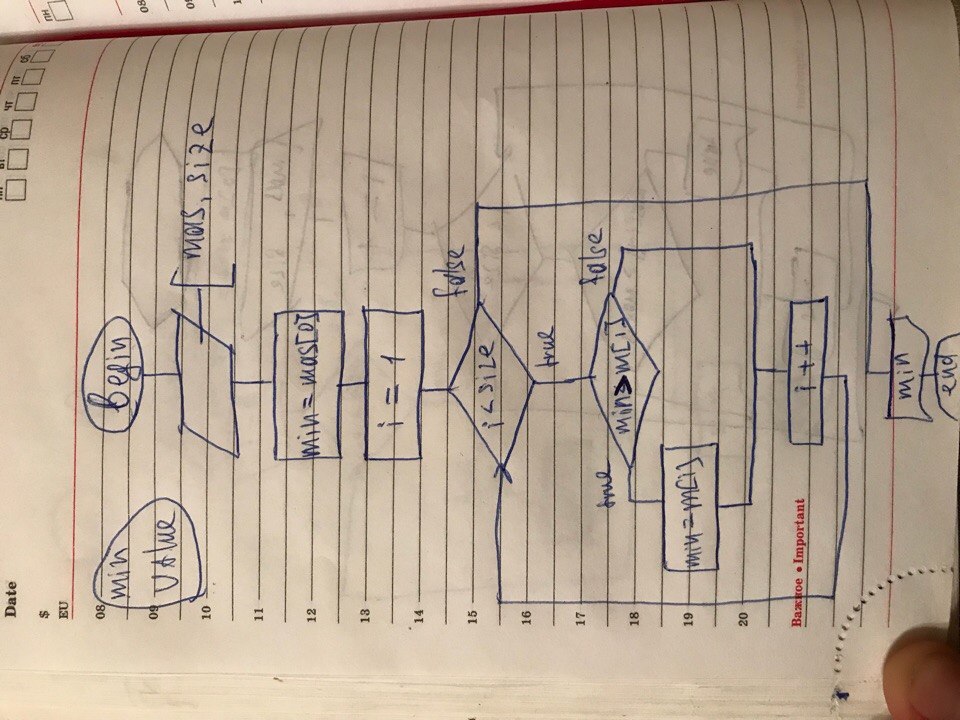 Date
пн вт ср чт пт сб
$
EU
пн
08
09
10
11
12
13
14
15
16
17
18
19
20
08
min
value
begin
mas, size
min = mas[0]
i = 1
i < size
false
true
true
false
min > m[i]
min = m[i]
Важное • Important
i++
min
end